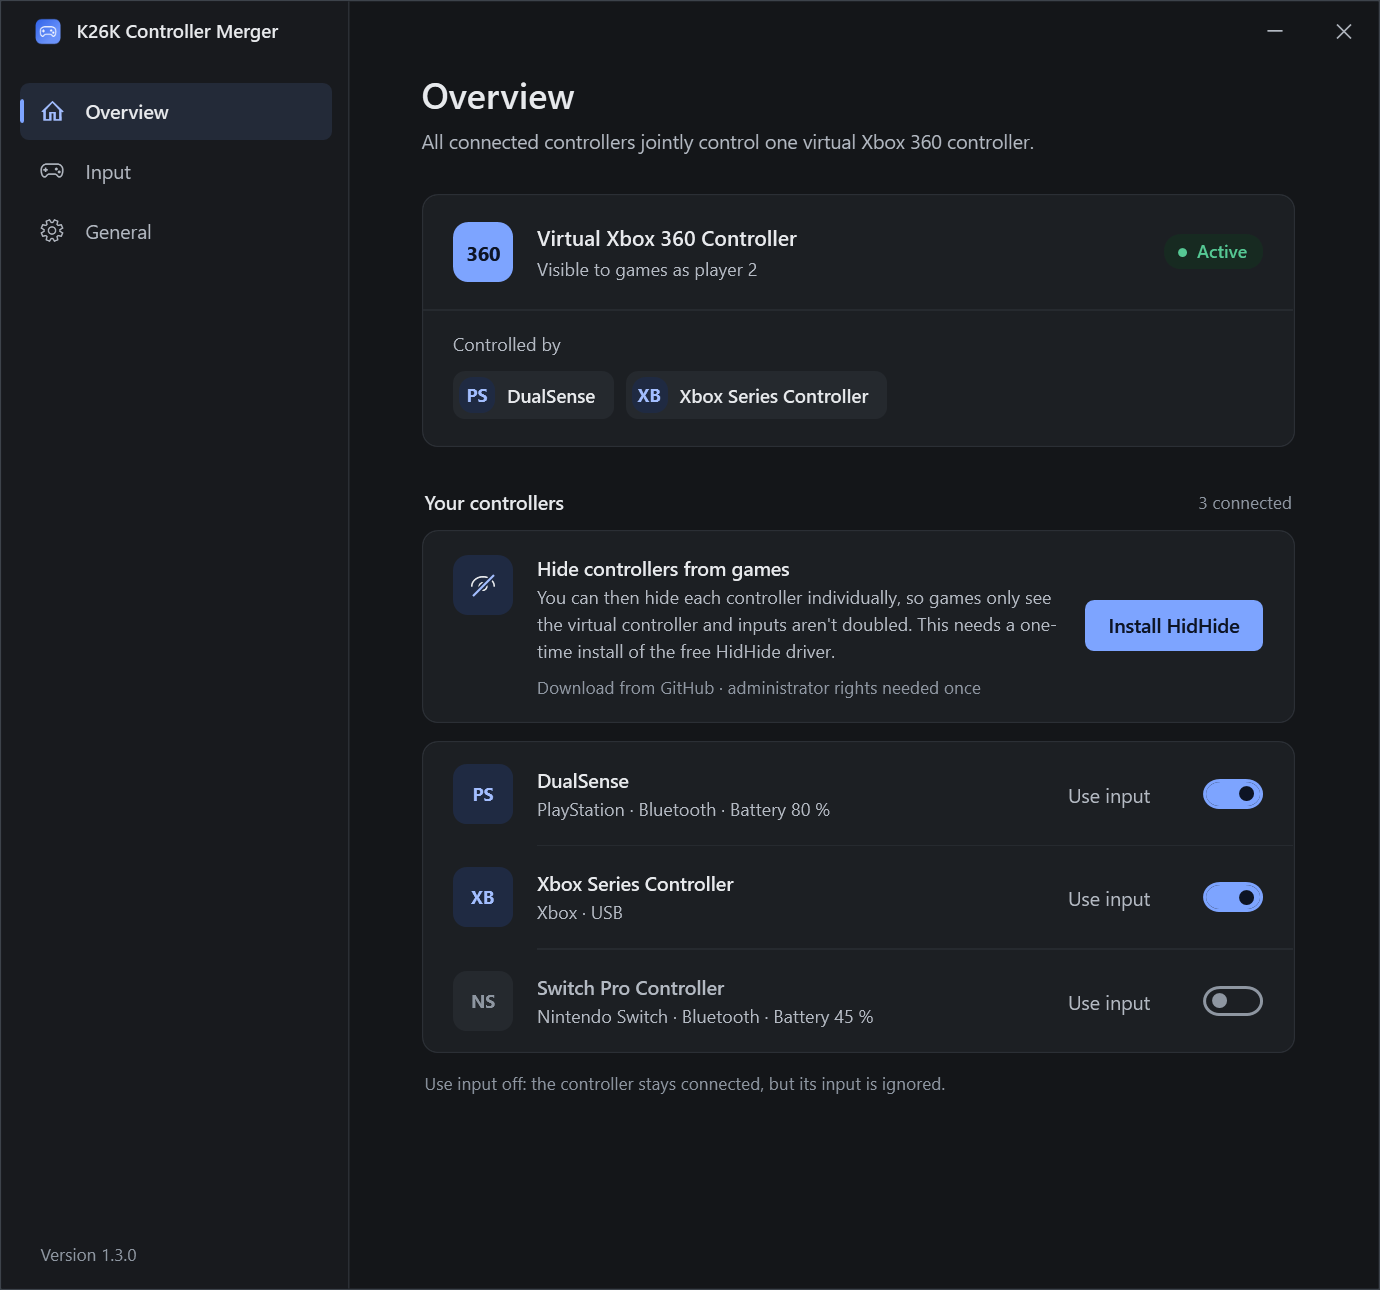 K26K Controller Merger
Overview
Input
General
Version 1.3.0
Overview
All connected controllers jointly control one virtual Xbox 360 controller.
360
Virtual Xbox 360 Controller
Visible to games as player 2
Active
Controlled by
PS DualSense
XB Xbox Series Controller
Your controllers
3 connected
Hide controllers from games
You can then hide each controller individually, so games only see
the virtual controller and inputs aren't doubled. This needs a one-
time install of the free HidHide driver.
Download from GitHub · administrator rights needed once
Install HidHide
PS
DualSense
PlayStation · Bluetooth · Battery 80 %
Use input
XB
Xbox Series Controller
Xbox · USB
Use input
NS
Switch Pro Controller
Nintendo Switch · Bluetooth · Battery 45 %
Use input
Use input off: the controller stays connected, but its input is ignored.